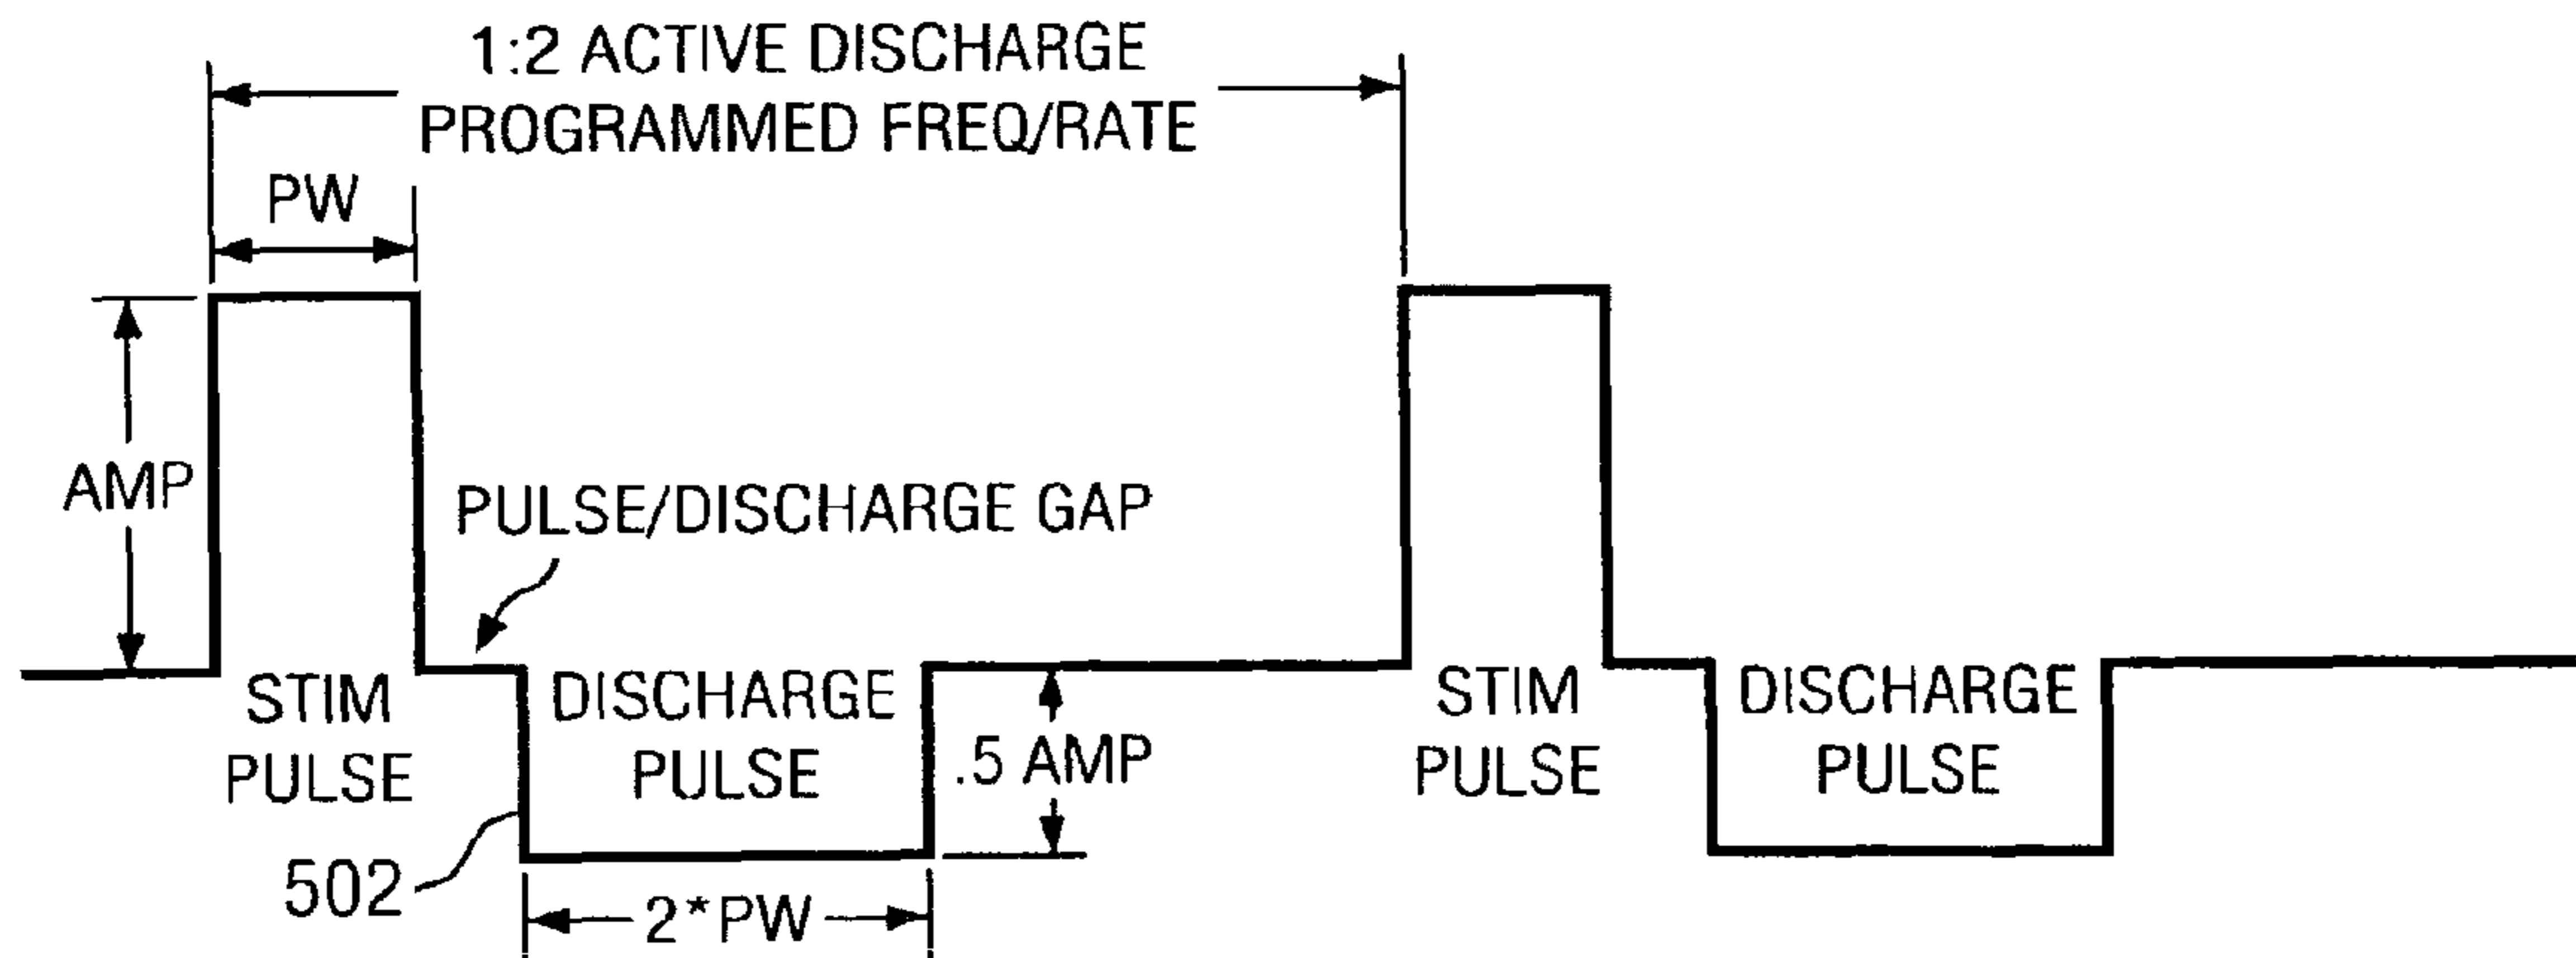 1:2 ACTIVE DISCHARGE
PROGRAMMED FREQ/RATE
PW
AMP
PULSE/DISCHARGE GAP
STIM
PULSE
DISCHARGE
PULSE
.5 AMP
STIM
PULSE
DISCHARGE
PULSE
502
2*PW